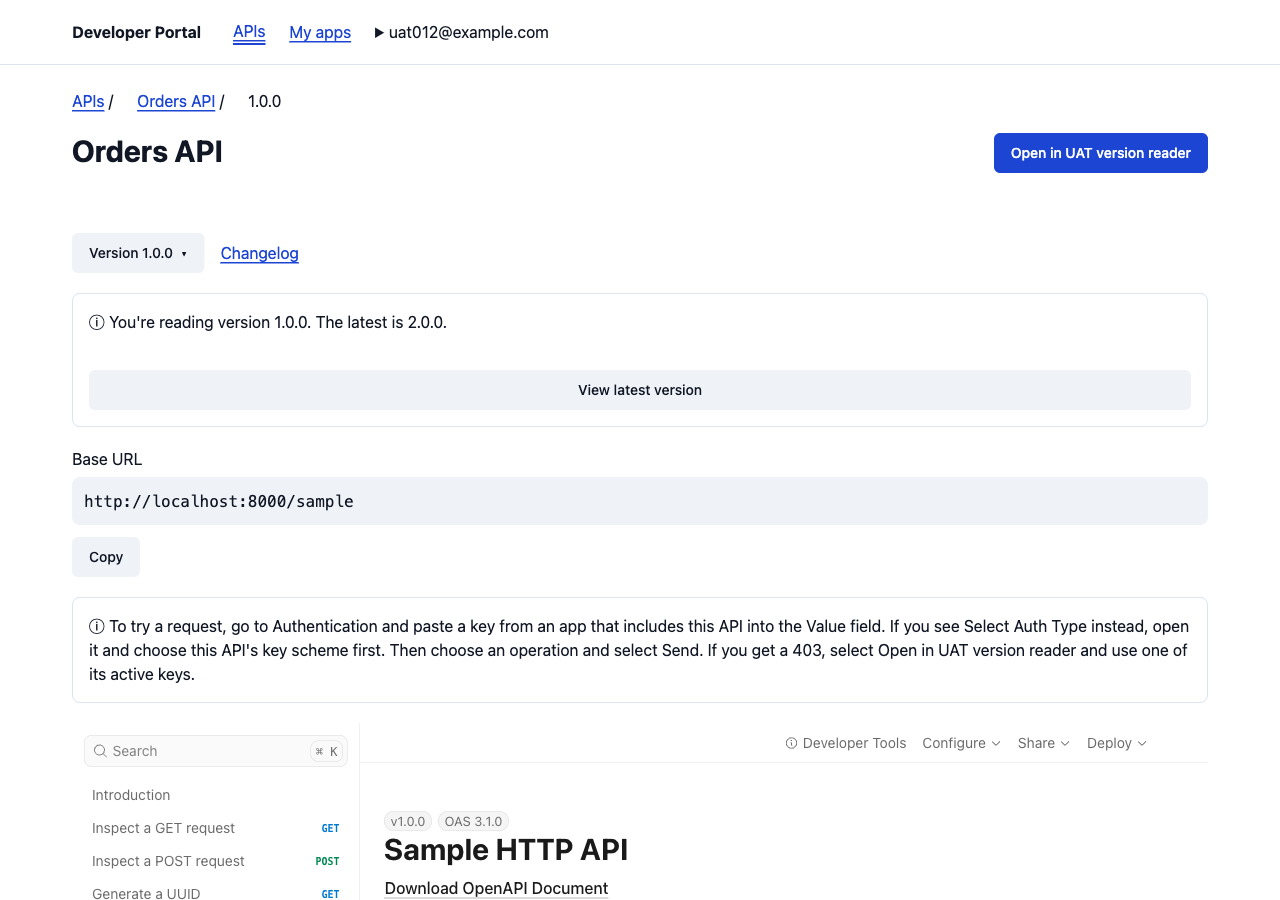 Developer Portal APIs My apps ▶ uat012@example.com
APIs / Orders API / 1.0.0
Orders API
Open in UAT version reader
Version 1.0.0 ▾ Changelog
ⓘ You're reading version 1.0.0. The latest is 2.0.0.
View latest version
Base URL
http://localhost:8000/sample
Copy
ⓘ To try a request, go to Authentication and paste a key from an app that includes this API into the Value field. If you see Select Auth Type instead, open
it and choose this API's key scheme first. Then choose an operation and select Send. If you get a 403, select Open in UAT version reader and use one of
its active keys.
Search ⌘ K
Introduction
Inspect a GET request GET
Inspect a POST request POST
Generate a UUID GET
ⓘ Developer Tools Configure Share Deploy
v1.0.0 OAS 3.1.0
Sample HTTP API
Download OpenAPI Document